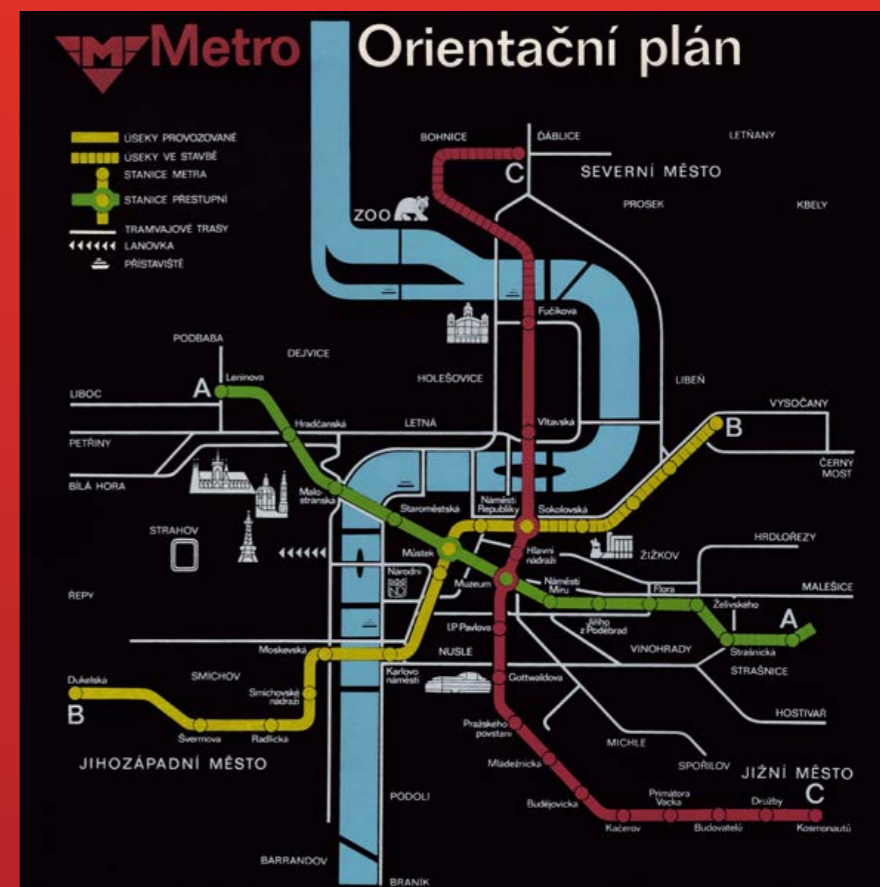 M Metro Orientační plán
ÚSEKY PROVOZOVANÉ
ÚSEKY VE STAVBĚ
STANICE METRA
STANICE PŘESTUPNÍ
TRAMVAJOVÉ TRASY
LANOVKA
PŘÍSTAVIŠTĚ
BOHNICE
ĎÁBLICE
LETŇANY
C
SEVERNÍ MĚSTO
PROSEK
KBELY
ZOO
Fučíkova
PODBABA
DEJVICE
HOLEŠOVICE
LIBEŇ
A
Leninova
LIBOC
VYSOČANY
Hradčanská
LETNÁ
Vltavská
B
PETŘINY
ČERNÝ
MOST
BÍLÁ HORA
Malo-
stranská
Staroměstská
Náměstí
Republiky
Sokolovská
STRAHOV
Můstek
Hlavní
nádraží
ŽIŽKOV
HRDLOŘEZY
Národní
ND
Muzeum
Náměstí
Míru
Flora
MALEŠICE
ŘEPY
Jiřího
z Poděbrad
Želivského
A
I.P. Pavlova
Moskevská
NUSLE
VINOHRADY
Strašnická
STRAŠNICE
Karlovo
náměstí
Dukelská
B
SMÍCHOV
Smíchovské
nádraží
Gottwaldova
HOSTIVAŘ
Švermova
Radlická
Pražského
povstání
MICHLE
JIHOZÁPADNÍ MĚSTO
Mládežnická
SPOŘILOV
JIŽNÍ MĚSTO
C
PODOLI
Budějovická
Primátora
Vacka
Družby
Kačerov
Budovatelů
Kosmonautů
BARRANDOV
BRANÍK